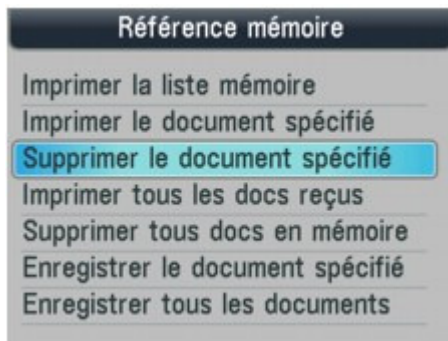 Référence mémoire
Imprimer la liste mémoire
Imprimer le document spécifié
Supprimer le document spécifié
Imprimer tous les docs reçus
Supprimer tous docs en mémoire
Enregistrer le document spécifié
Enregistrer tous les documents